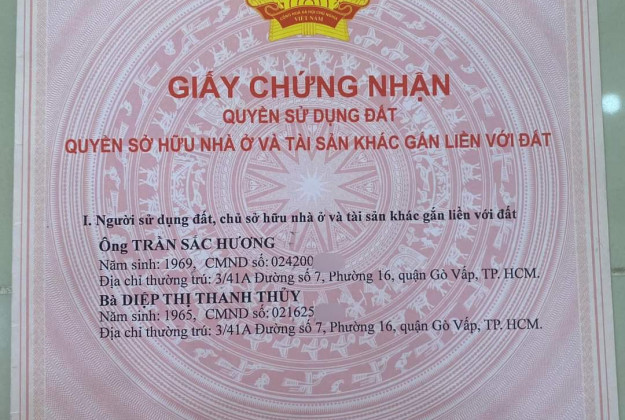 VIỆT NAM
GIẤY CHỨNG NHẬN
QUYỀN SỬ DỤNG ĐẤT
QUYỀN SỞ HỮU NHÀ Ở VÀ TÀI SẢN KHÁC GẮN LIỀN VỚI ĐẤT
I. Người sử dụng đất, chủ sở hữu nhà ở và tài sản khác gắn liền với đất
Ông TRẦN SÁC HƯƠNG
Năm sinh: 1969, CMND số: 024200
Địa chỉ thường trú: 3/41A Đường số 7, Phường 16, quận Gò Vấp, TP. HCM.
Bà DIỆP THỊ THANH THỦY
Năm sinh: 1965, CMND số: 021625
Địa chỉ thường trú: 3/41A Đường số 7, Phường 16, quận Gò Vấp, TP. HCM.